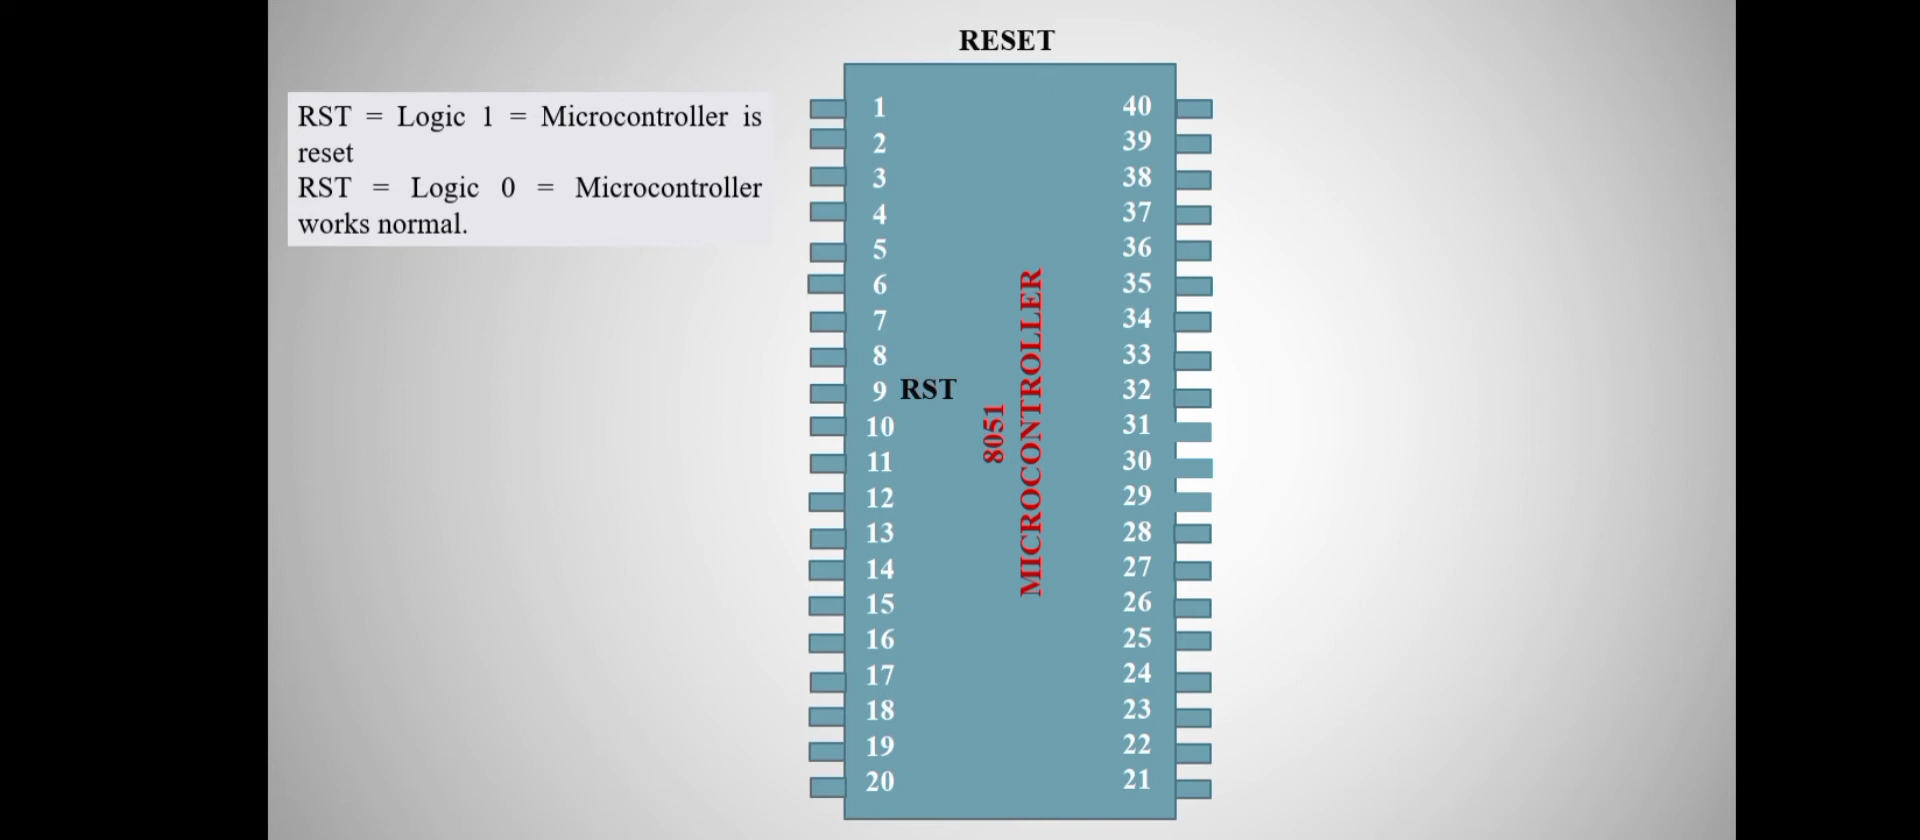 RESET
RST = Logic 1 = Microcontroller is
reset
RST = Logic 0 = Microcontroller
works normal.
1 40
2 39
3 38
4 37
5 36
6 35
7 34
8 33
9 RST 32
10 31
11 30
12 29
13 28
14 27
15 26
16 25
17 24
18 23
19 22
20 21
8051
MICROCONTROLLER